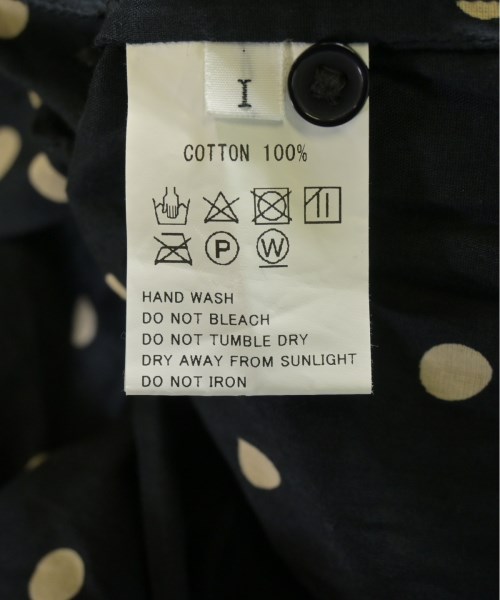 I
COTTON 100%
P W
HAND WASH
DO NOT BLEACH
DO NOT TUMBLE DRY
DRY AWAY FROM SUNLIGHT
DO NOT IRON